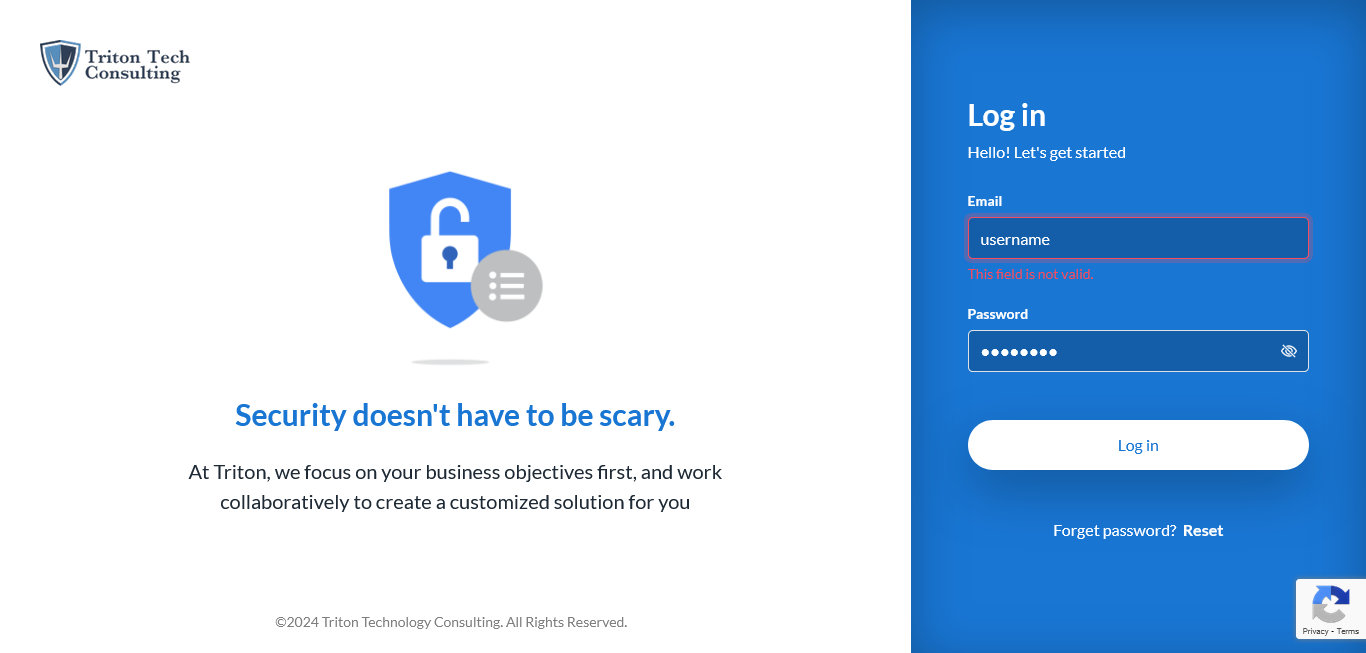 Triton Tech
Consulting
Security doesn't have to be scary.
At Triton, we focus on your business objectives first, and work
collaboratively to create a customized solution for you
©2024 Triton Technology Consulting. All Rights Reserved.
Log in
Hello! Let's get started
Email
username
This field is not valid.
Password
Log in
Forget password? Reset
Privacy - Terms